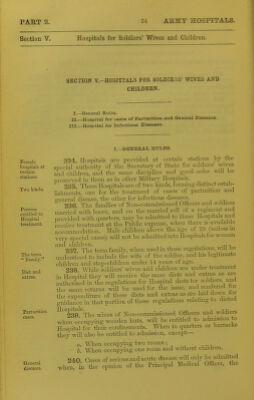 PART 2.
24
ARMY HOSPITALS.
Section V.
Hospitals for Soldiers' Wives and Children.
SECTION V.—HOSPITALS FOR SOLDIERS' WIVES AND
CHILDREN.
I.—General Rules.
II.—Hospital for cases of Parturition and General Diseases.
III.—Hospital for Infectious Diseases.
I.—GENERAL RULES.
Female
hospitals at
certain
stations.
234. Hospitals are provided at certain stations by the
special authority of the Secretary of State for soldiers' wives
and children, and the same discipline and good order will be
preserved in them as in other Military Hospitals.
Two kinds.
235. These Hospitals are of two kinds, forming distinct estab-
lishments, one for the treatment of cases of parturition and
general disease, the other for infectious diseases.
Persons
entitled to
Hospital
treatment.
236. The families of Non-commissioned Officers and soldiers
married with leave, and on the married roll of a regiment and
provided with quarters, may be admitted to these Hospitals and
receive treatment at the Public expense, when there is available
accommodation. Male children above the age of 10 (unless in
very special cases) will not be admitted into Hospitals for women
and children.
The term
"Family."
237. The term family, when used in these regulations, will be
understood to include the wife of the soldier, and his legitimate
children and step-children under 14 years of age.
Diet and
extras.
238. While soldiers' wives and children are under treatment
in Hospital they will receive the same diets and extras as are
authorised in the regulations for Hospital diets for soldiers, and
the same returns will be used for the issue, and rendered for
the expenditure of these diets and extras as are laid down for
guidance in that portion of these regulations relating to dieted
Hospitals.
Parturition
cases.
239. The wives of Non-commissioned Officers and soldiers
when occupying wooden huts, will be entitled to admission to
Hospital for their confinements. When in quarters or barracks
they will also be entitled to admission, except—
a. When occupying two rooms;
b. When occupying one room and without children.
General
diseases.
240. Cases of serious and acute disease will only be admitted
when, in the opinion of the Principal Medical Officer, the